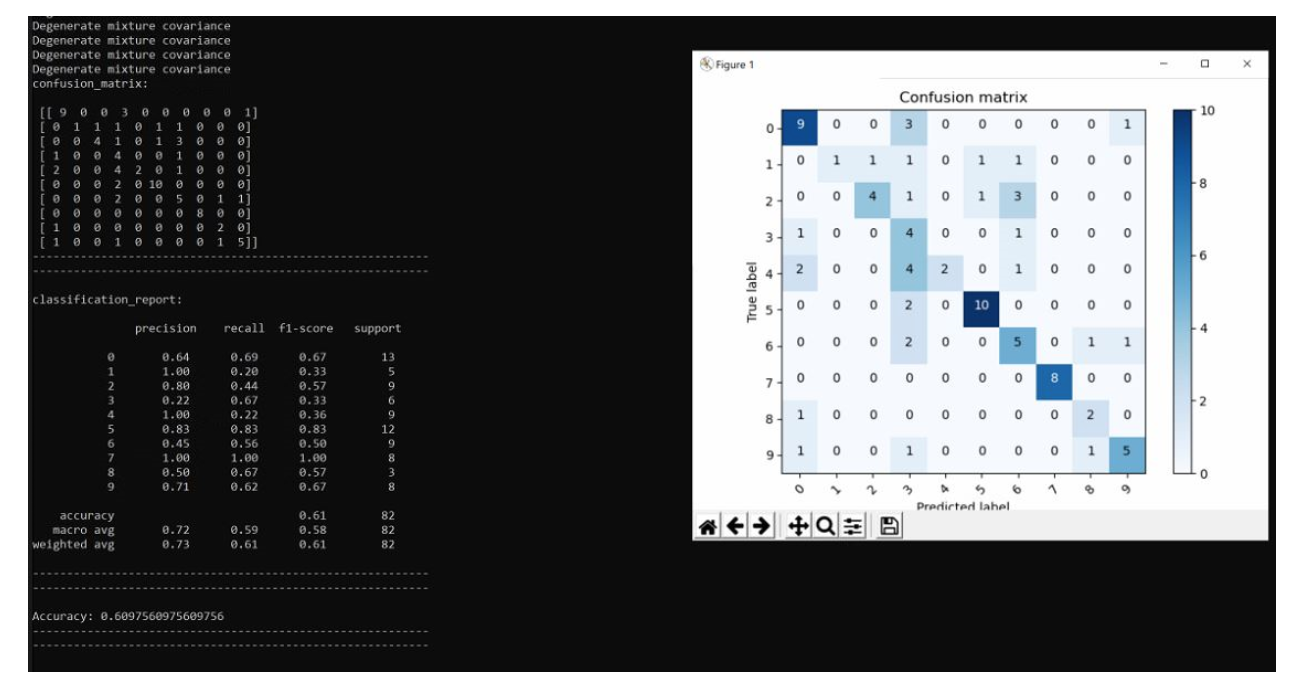 Degenerate mixture covariance
Degenerate mixture covariance
Degenerate mixture covariance
Degenerate mixture covariance
confusion_matrix:
[[ 9 0 0 3 0 0 0 0 0 1]
[ 0 1 1 1 0 1 1 0 0 0]
[ 0 0 4 1 0 1 3 0 0 0]
[ 1 0 0 4 0 0 1 0 0 0]
[ 2 0 0 4 2 0 1 0 0 0]
[ 0 0 0 2 0 10 0 0 0 0]
[ 0 0 0 2 0 0 5 0 1 1]
[ 0 0 0 0 0 0 0 8 0 0]
[ 1 0 0 0 0 0 0 0 2 0]
[ 1 0 0 1 0 0 0 0 1 5]]
classification_report:
precision recall f1-score support
0 0.64 0.69 0.67 13
1 1.00 0.20 0.33 5
2 0.80 0.44 0.57 9
3 0.22 0.67 0.33 6
4 1.00 0.22 0.36 9
5 0.83 0.83 0.83 12
6 0.45 0.56 0.50 9
7 1.00 1.00 1.00 8
8 0.50 0.67 0.57 3
9 0.71 0.62 0.67 8
accuracy 0.61 82
macro avg 0.72 0.59 0.58 82
weighted avg 0.73 0.61 0.61 82
Accuracy: 0.6097560975609756
Figure 1
Confusion matrix
True label
0 9 0 0 3 0 0 0 0 0 1
1 0 1 1 1 0 1 1 0 0 0
2 0 0 4 1 0 1 3 0 0 0
3 1 0 0 4 0 0 1 0 0 0
4 2 0 0 4 2 0 1 0 0 0
5 0 0 0 2 0 10 0 0 0 0
6 0 0 0 2 0 0 5 0 1 1
7 0 0 0 0 0 0 0 8 0 0
8 1 0 0 0 0 0 0 0 2 0
9 1 0 0 1 0 0 0 0 1 5
0 1 2 3 4 5 6 7 8 9
Predicted label
10
8
6
4
2
0